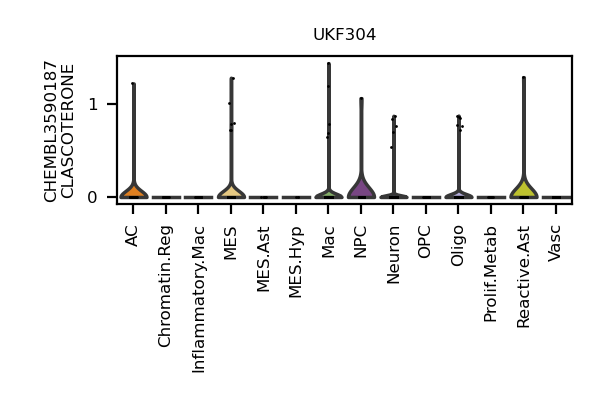 UKF304
CHEMBL3590187
CLASCOTERONE
1
0
AC
Chromatin.Reg
Inflammatory.Mac
MES
MES.Ast
MES.Hyp
Mac
NPC
Neuron
OPC
Oligo
Prolif.Metab
Reactive.Ast
Vasc